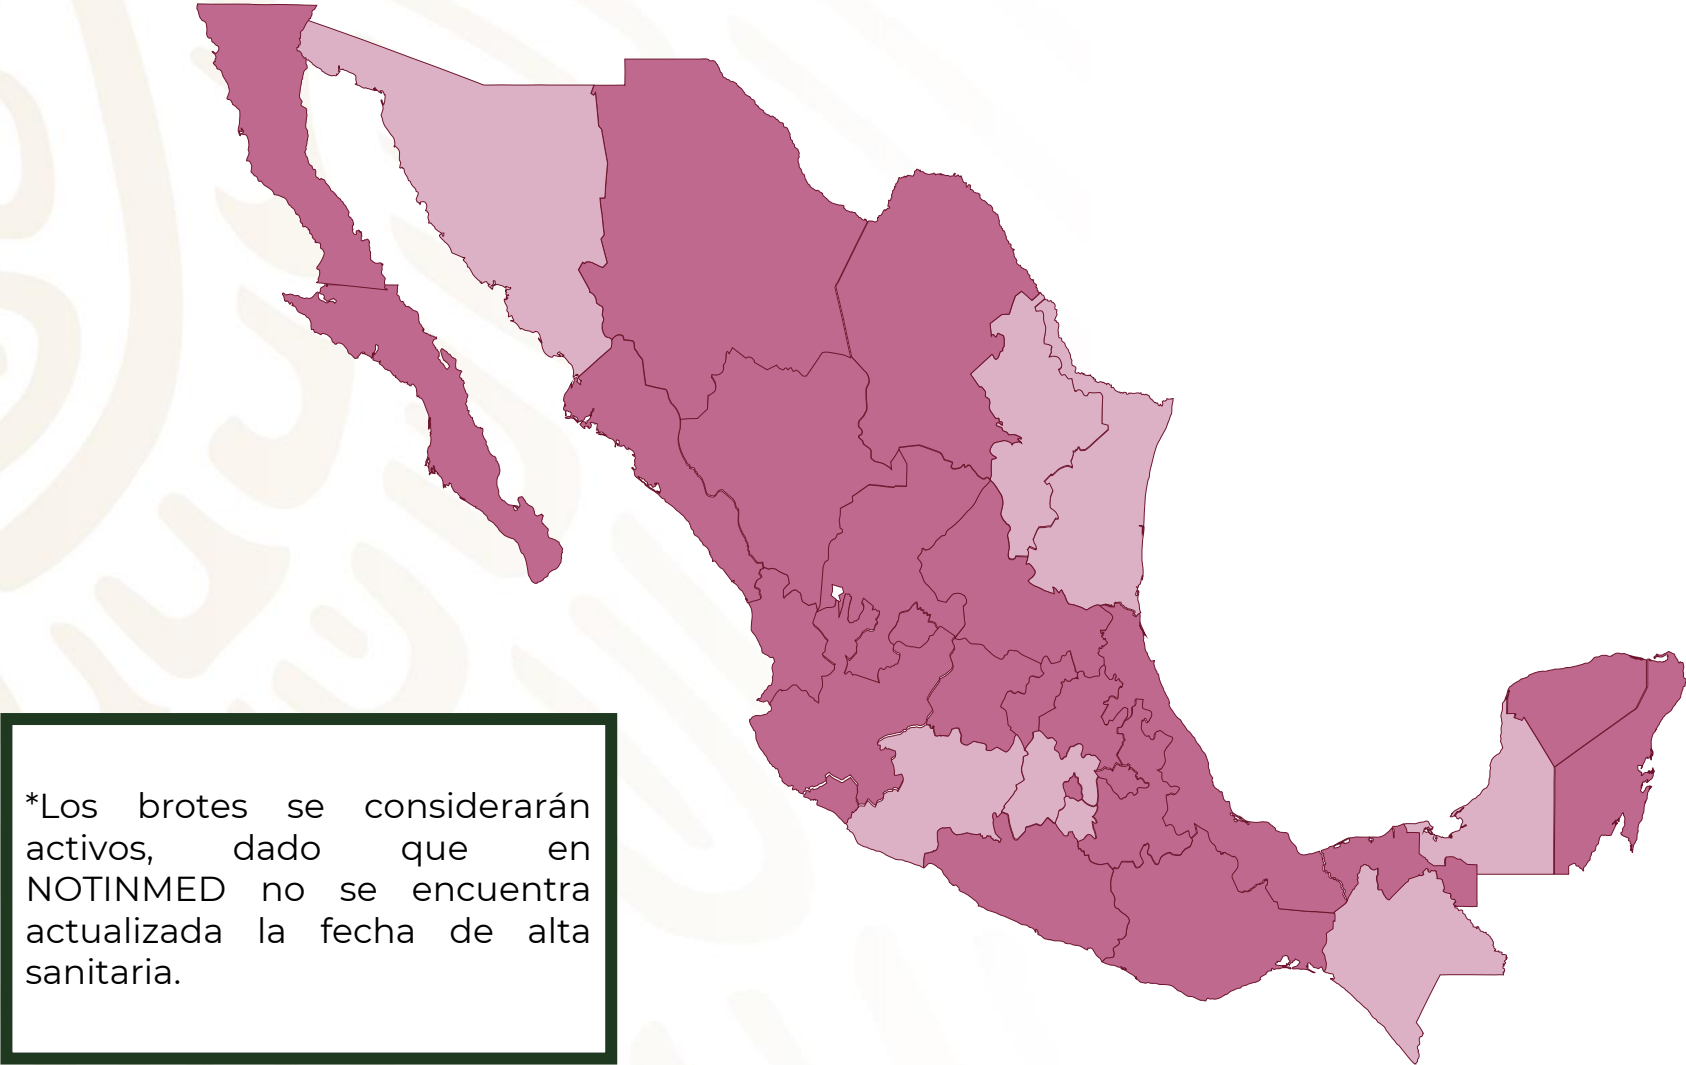 *Los brotes se considerarán
activos, dado que en
NOTINMED no se encuentra
actualizada la fecha de alta
sanitaria.